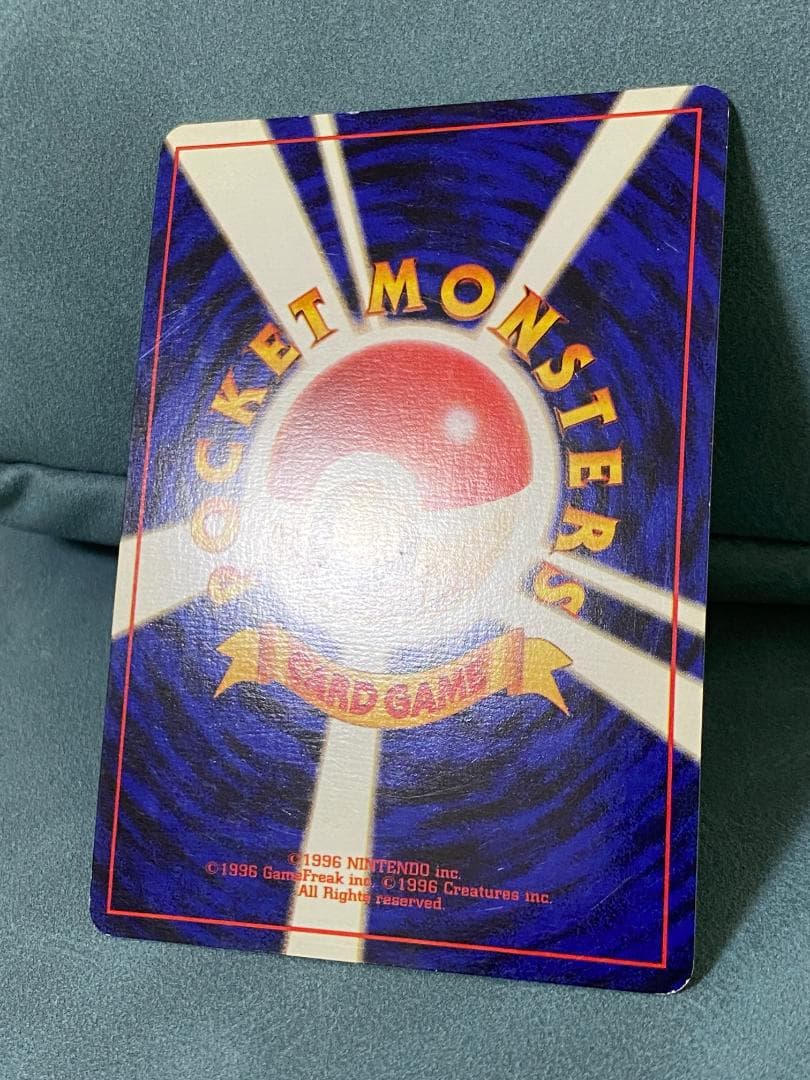 POCKET MONSTERS
CARD GAME
©1996 NINTENDO inc.
©1996 GameFreak inc. ©1996 Creatures inc.
All Rights reserved.